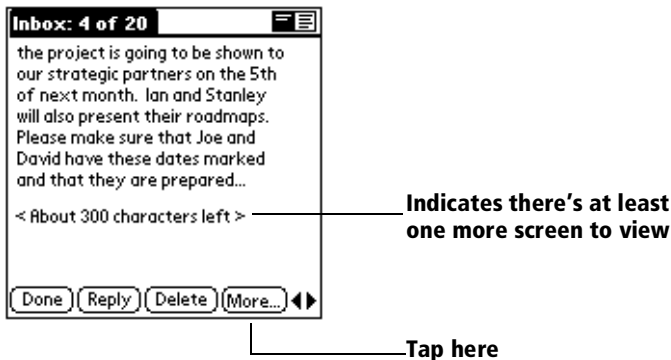 Inbox: 4 of 20
the project is going to be shown to
our strategic partners on the 5th
of next month. Ian and Stanley
will also present their roadmaps.
Please make sure that Joe and
David have these dates marked
and that they are prepared...
< About 300 characters left >
Indicates there's at least
one more screen to view
Done Reply Delete More...
Tap here